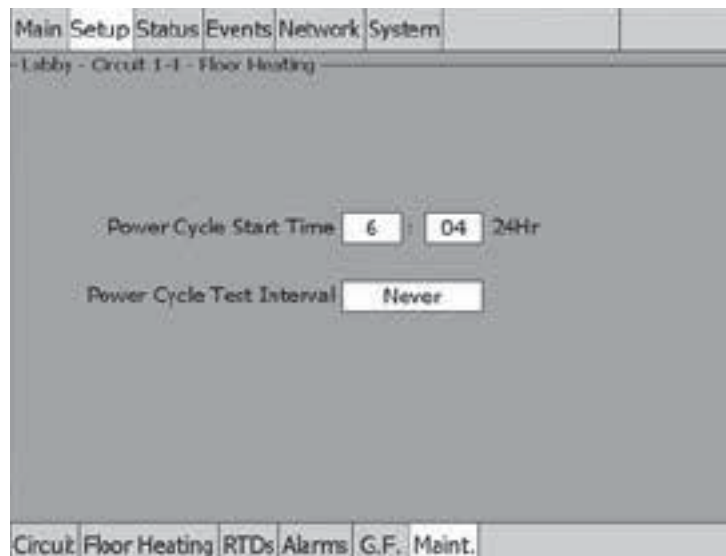 Main Setup Status Events Network System
Lobby - Circuit 1-1 - Floor Heating
Power Cycle Start Time 6 : 04 24Hr
Power Cycle Test Interval Never
Circuit Floor Heating RTDs Alarms G.F. Maint.